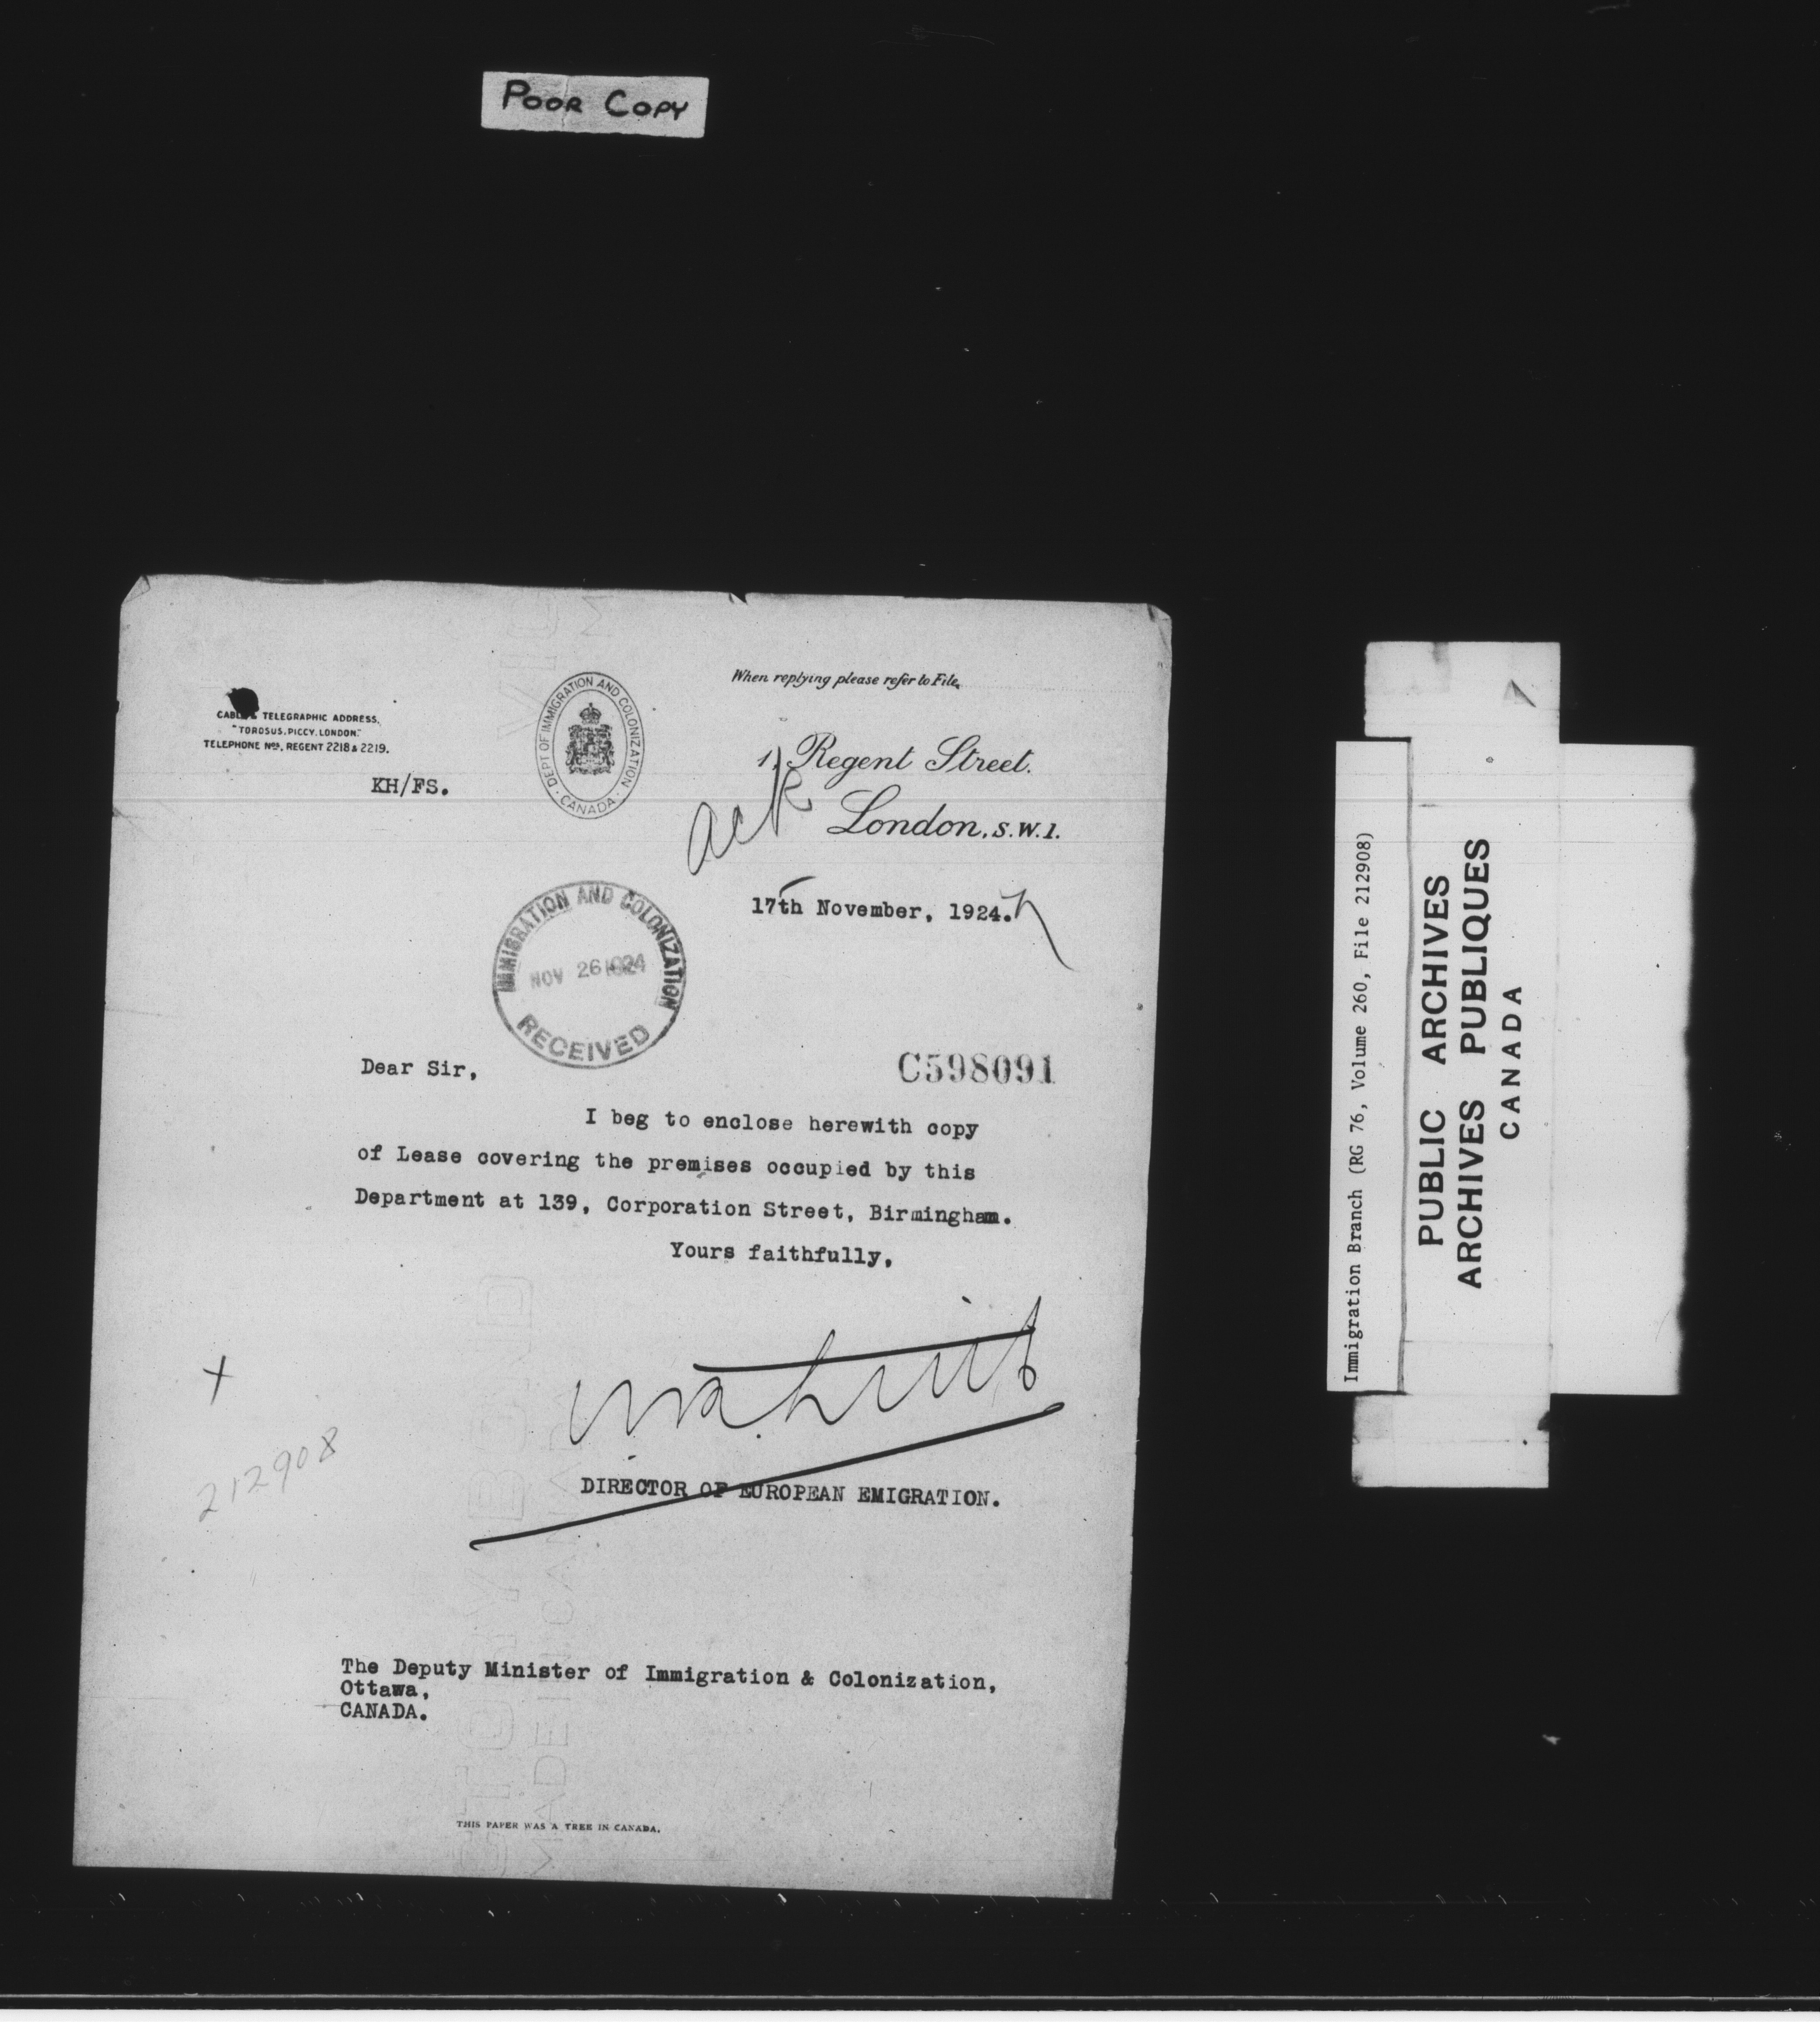 POOR COPY
When replying please refer to File.
CABLE & TELEGRAPHIC ADDRESS,
"TORDSUS, PICCY, LONDON."
TELEPHONE Nos. REGENT 2218 & 2219.
KH/FS.
DEPT OF IMMIGRATION AND COLONIZATION
CANADA
1, Regent Street.
London, S.W.1.
ack
17th November, 1924.
IMMIGRATION AND COLONIZATION
NOV 26 1924
RECEIVED
Dear Sir,
C598091
I beg to enclose herewith copy
of Lease covering the premises occupied by this
Department at 139, Corporation Street, Birmingham.
Yours faithfully,
212908
DIRECTOR OF EUROPEAN EMIGRATION.
The Deputy Minister of Immigration & Colonization,
Ottawa,
CANADA.
THIS PAPER WAS A TREE IN CANADA.
Immigration Branch (RG 76, Volume 260, File 212908)
PUBLIC ARCHIVES
ARCHIVES PUBLIQUES
CANADA